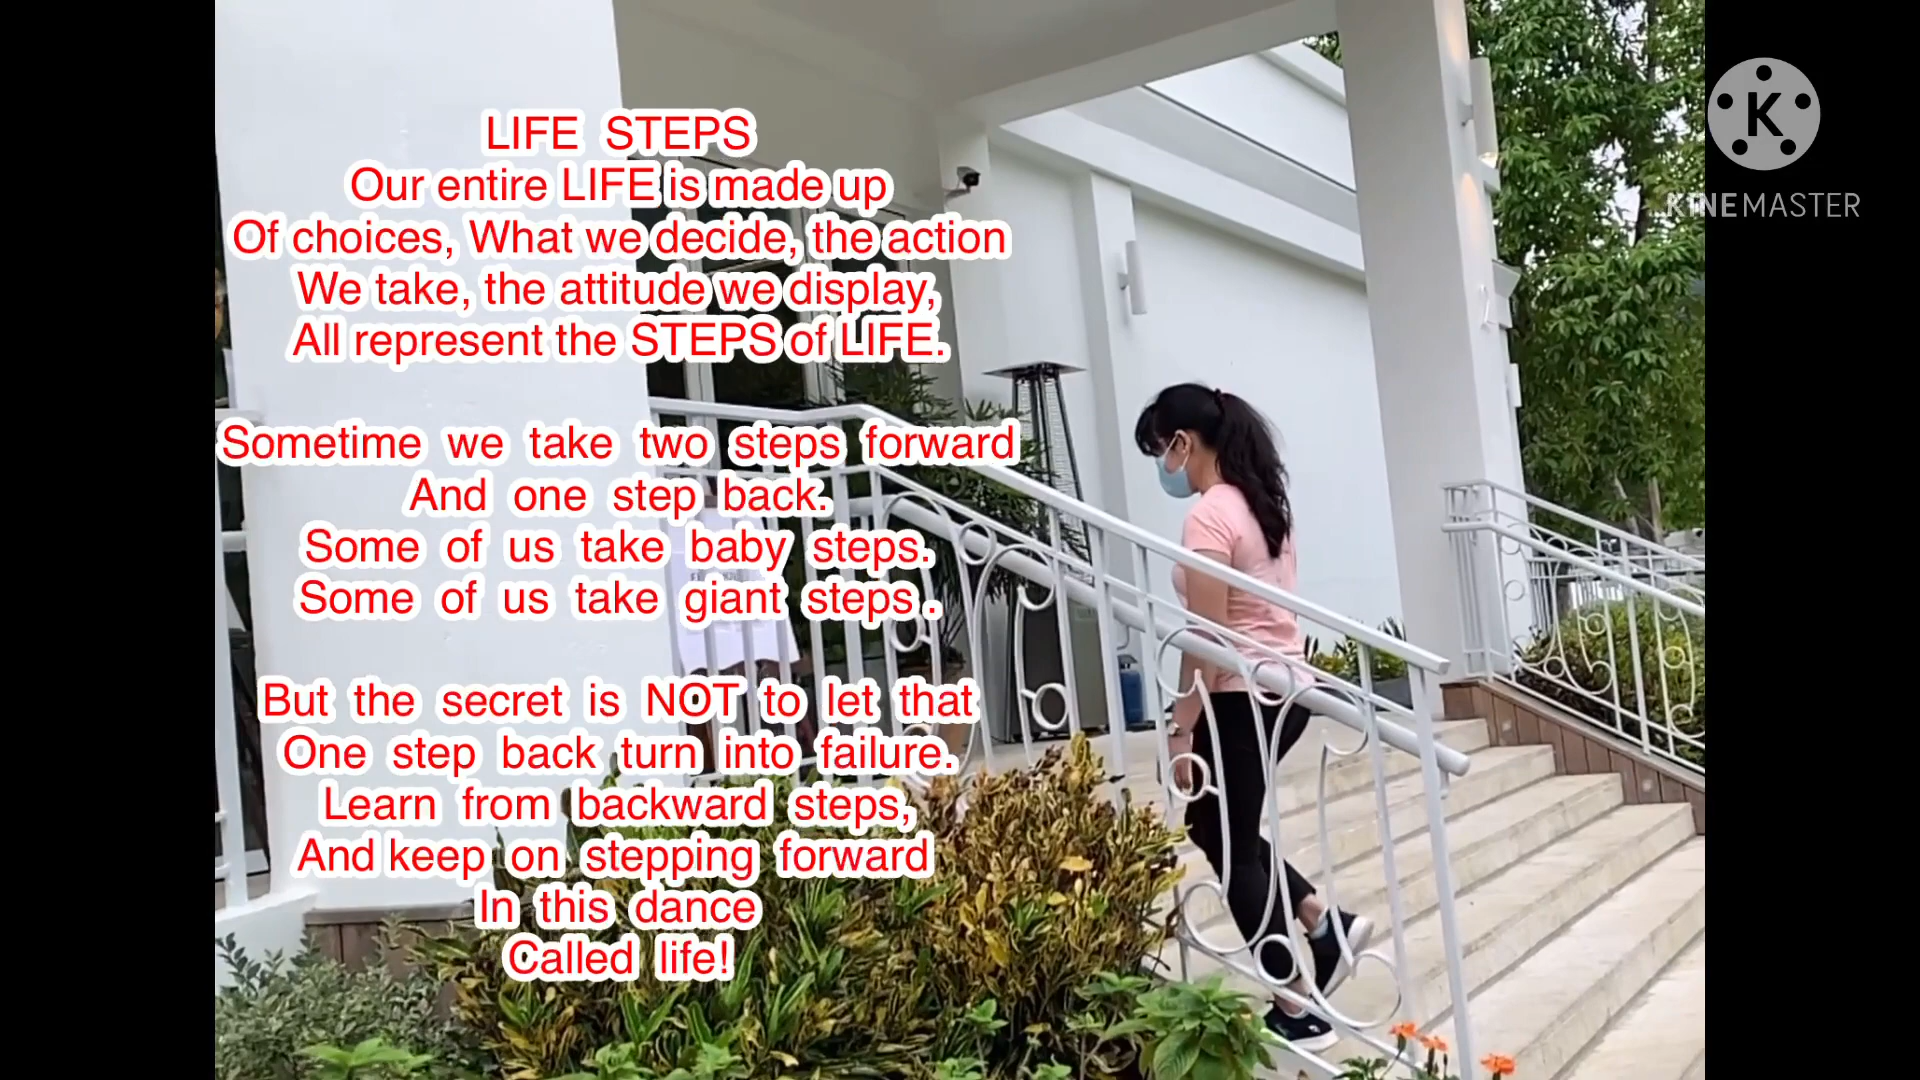 LIFE STEPS
Our entire LIFE is made up
Of choices, What we decide, the action
We take, the attitude we display,
All represent the STEPS of LIFE.
Sometime we take two steps forward
And one step back.
Some of us take baby steps.
Some of us take giant steps .
But the secret is NOT to let that
One step back turn into failure.
Learn from backward steps,
And keep on stepping forward
In this dance
Called life!
K
KINEMASTER